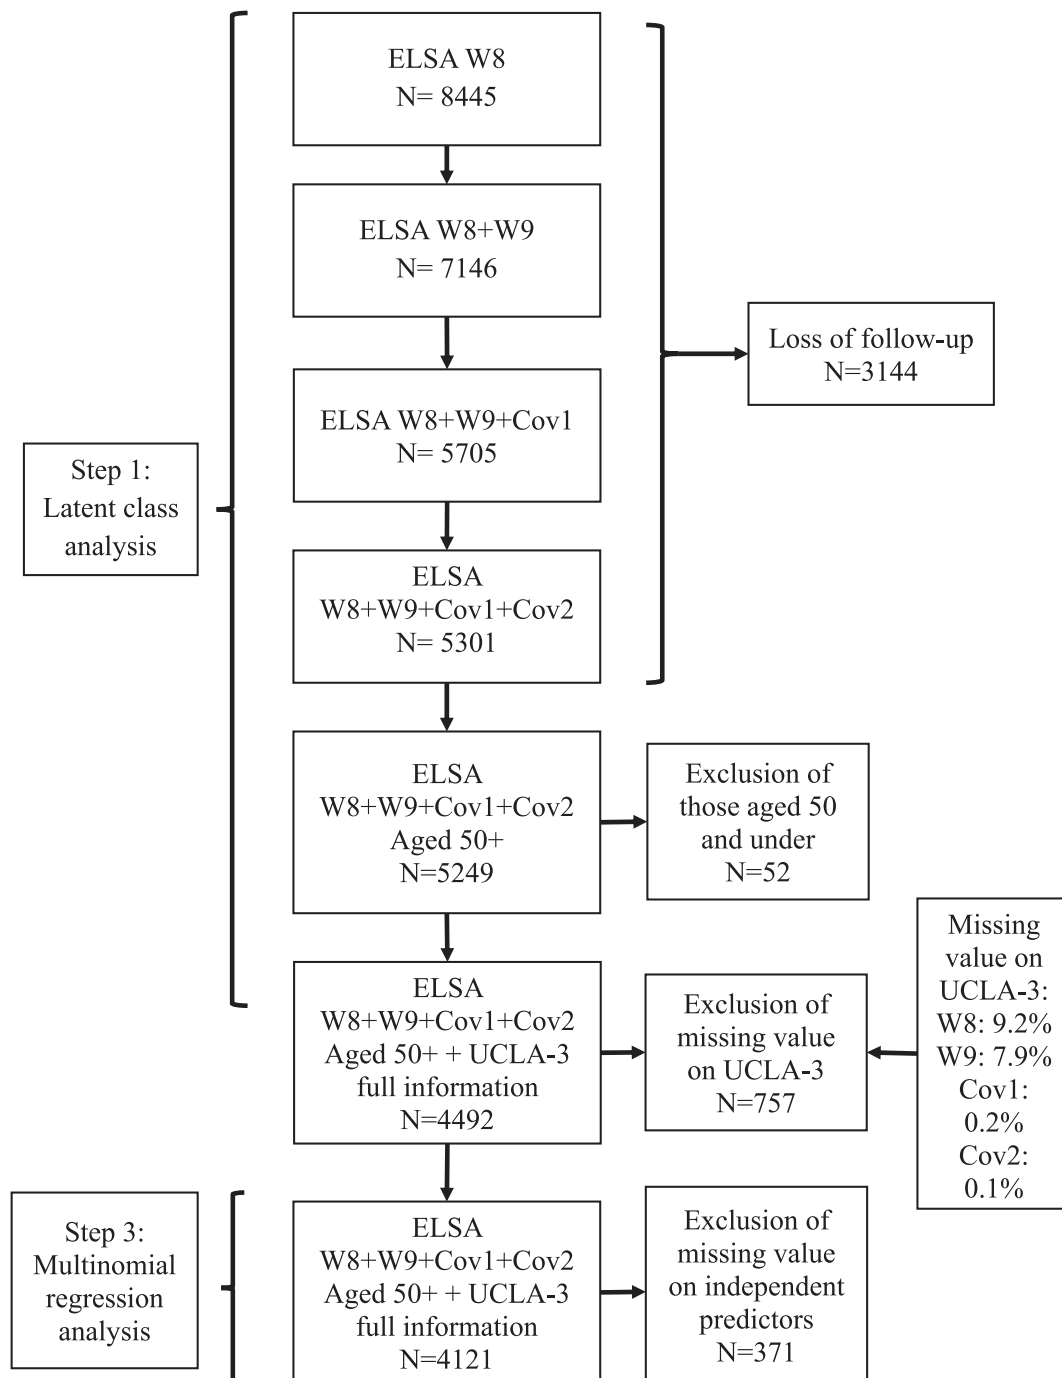 ELSA W8
N= 8445
ELSA W8+W9
N= 7146
Loss of follow-up
N=3144
ELSA W8+W9+Cov1
N= 5705
Step 1:
Latent class
analysis
ELSA
W8+W9+Cov1+Cov2
N= 5301
ELSA
W8+W9+Cov1+Cov2
Aged 50+
N=5249
Exclusion of
those aged 50
and under
N=52
ELSA
W8+W9+Cov1+Cov2
Aged 50+ + UCLA-3
full information
N=4492
Exclusion of
missing value
on UCLA-3
N=757
Missing
value on
UCLA-3:
W8: 9.2%
W9: 7.9%
Cov1:
0.2%
Cov2:
0.1%
Step 3:
Multinomial
regression
analysis
ELSA
W8+W9+Cov1+Cov2
Aged 50+ + UCLA-3
full information
N=4121
Exclusion of
missing value
on independent
predictors
N=371